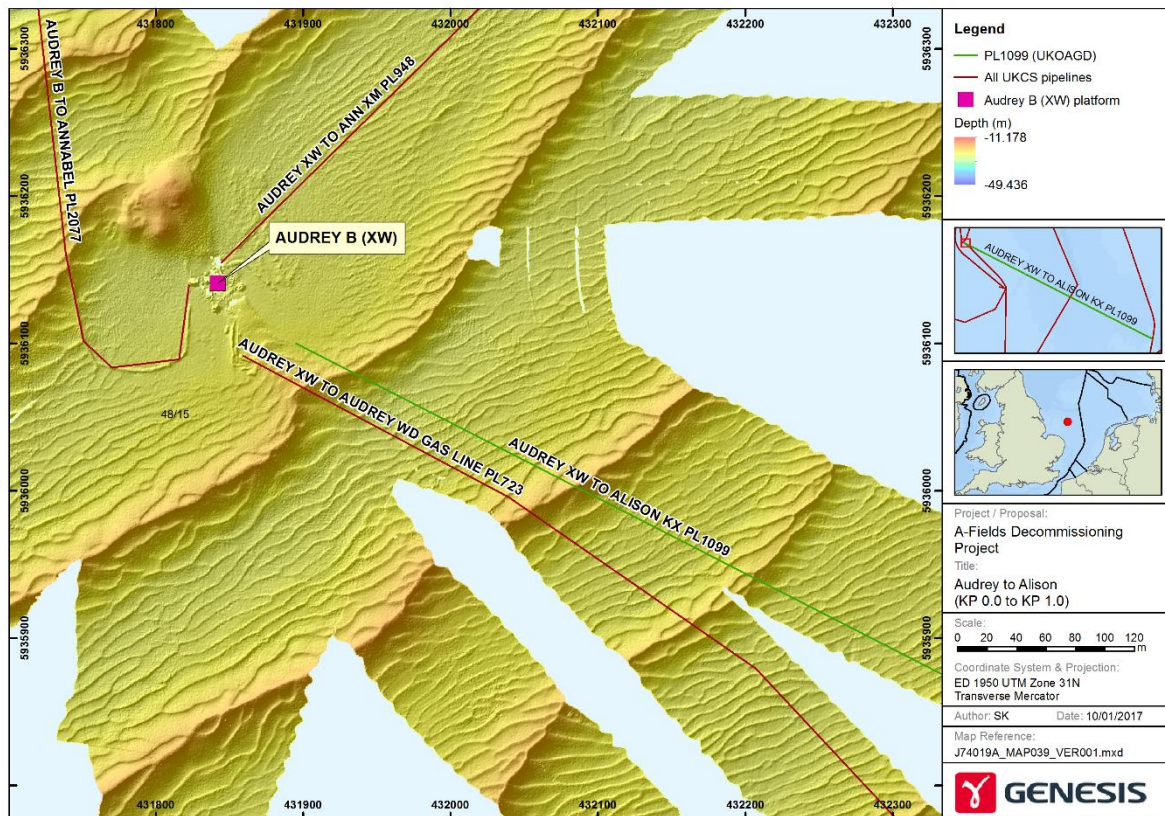 431800
431900
432000
432100
432200
432300
5936300
5936200
5936100
5936000
5935900
5936300
5936200
5936100
5936000
5935900
431800
431900
432000
432100
432200
432300
AUDREY B TO ANNABEL PL2077
AUDREY XW TO ANN XM PL948
AUDREY B (XW)
AUDREY XW TO AUDREY WD GAS LINE PL723
AUDREY XW TO ALISON KX PL1099
48/15
Legend
PL1099 (UKOAGD)
All UKCS pipelines
Audrey B (XW) platform
Depth (m)
-11.178
-49.436
AUDREY XW TO ALISON KX PL1099
Project / Proposal:
A-Fields Decommissioning
Project
Title:
Audrey to Alison
(KP 0.0 to KP 1.0)
Scale:
0 20 40 60 80 100 120
m
Coordinate System & Projection:
ED 1950 UTM Zone 31N
Transverse Mercator
Author: SK Date: 10/01/2017
Map Reference:
J74019A_MAP039_VER001.mxd
GENESIS